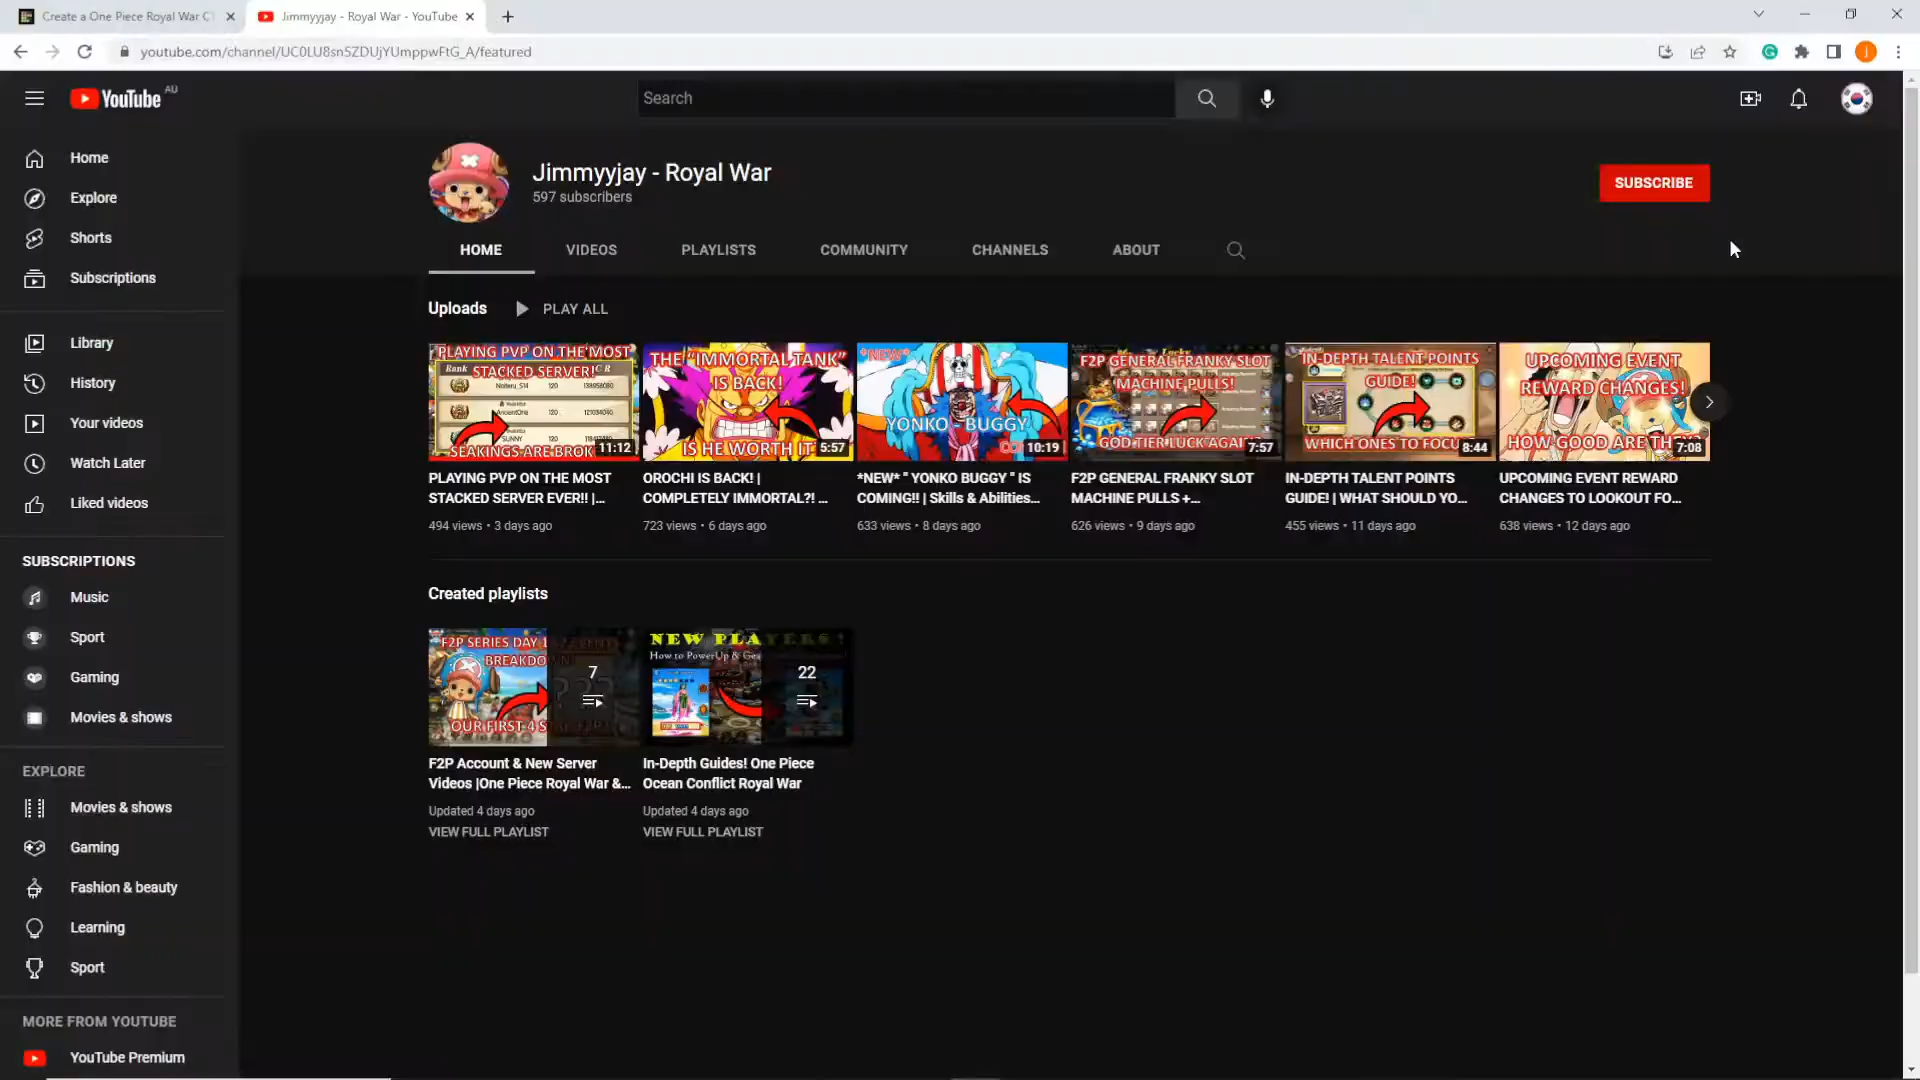 Create a One Piece Royal War C
Jimmyyjay - Royal War - YouTube
youtube.com/channel/UC0LU8sn5ZDUjYUmppwFtG_A/featured
YouTube AU
Search
Home
Explore
Shorts
Subscriptions
Library
History
Your videos
Watch Later
Liked videos
SUBSCRIPTIONS
Music
Sport
Gaming
Movies & shows
EXPLORE
Movies & shows
Gaming
Fashion & beauty
Learning
Sport
MORE FROM YOUTUBE
YouTube Premium
Jimmyyjay - Royal War
597 subscribers
SUBSCRIBE
HOME
VIDEOS
PLAYLISTS
COMMUNITY
CHANNELS
ABOUT
Uploads
PLAY ALL
PLAYING PVP ON THE MOST
STACKED SERVER!
Rank
120
AncientOne 120
SUNNY 120
SEAKINGS ARE BROK
11:12
PLAYING PVP ON THE MOST
STACKED SERVER EVER!! |...
494 views • 3 days ago
THE "IMMORTAL TANK"
IS BACK!
IS HE WORTH IT
5:57
OROCHI IS BACK! |
COMPLETELY IMMORTAL?! ...
723 views • 6 days ago
*NEW*
YONKO - BUGGY
10:19
*NEW* " YONKO BUGGY " IS
COMING!! | Skills & Abilities...
633 views • 8 days ago
F2P GENERAL FRANKY SLOT
MACHINE PULLS!
GOD TIER LUCK AGAI
7:57
F2P GENERAL FRANKY SLOT
MACHINE PULLS +...
626 views • 9 days ago
IN-DEPTH TALENT POINTS
GUIDE!
WHICH ONES TO FOCU
8:44
IN-DEPTH TALENT POINTS
GUIDE! | WHAT SHOULD YO...
455 views • 11 days ago
UPCOMING EVENT
REWARD CHANGES!
HOW GOOD ARE THEY
7:08
UPCOMING EVENT REWARD
CHANGES TO LOOKOUT FO...
638 views • 12 days ago
Created playlists
F2P SERIES DAY 1
BREAKDOWN
OUR FIRST 4 S
7
F2P Account & New Server
Videos |One Piece Royal War &...
Updated 4 days ago
VIEW FULL PLAYLIST
NEW PLAYERS!
How to PowerUp & Gea
22
In-Depth Guides! One Piece
Ocean Conflict Royal War
Updated 4 days ago
VIEW FULL PLAYLIST